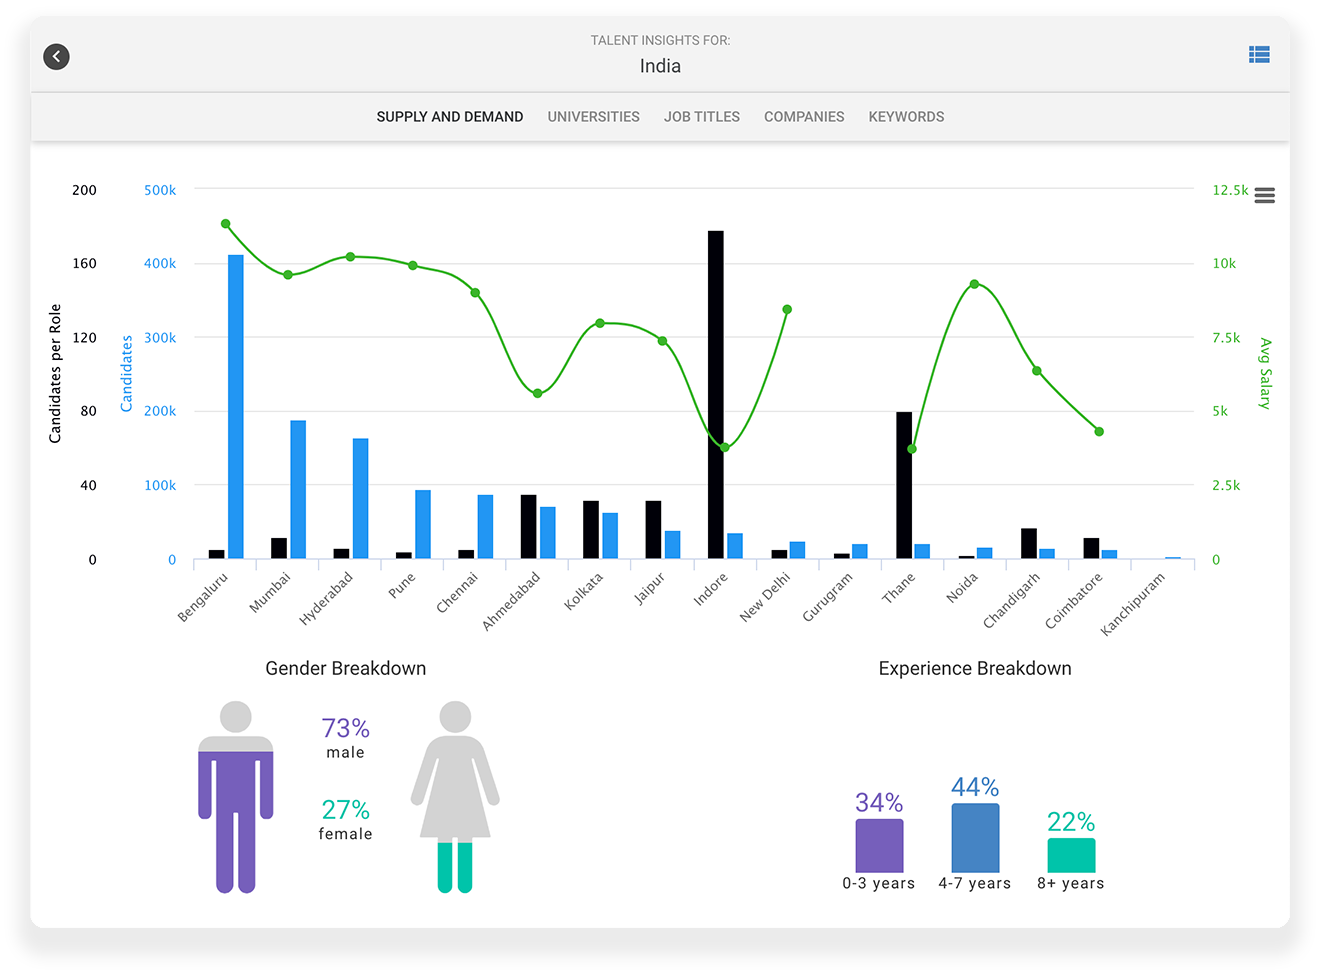 TALENT INSIGHTS FOR:
India
SUPPLY AND DEMAND UNIVERSITIES JOB TITLES COMPANIES KEYWORDS
200 500k 12.5k
160 400k 10k
120 300k 7.5k
80 200k 5k
40 100k 2.5k
0 0 0
Candidates per Role
Candidates
Avg Salary
Bengaluru
Mumbai
Hyderabad
Pune
Chennai
Ahmedabad
Kolkata
Jaipur
Indore
New Delhi
Gurugram
Thane
Noida
Chandigarh
Coimbatore
Kanchipuram
Gender Breakdown
73%
male
27%
female
Experience Breakdown
34% 44% 22%
0-3 years 4-7 years 8+ years